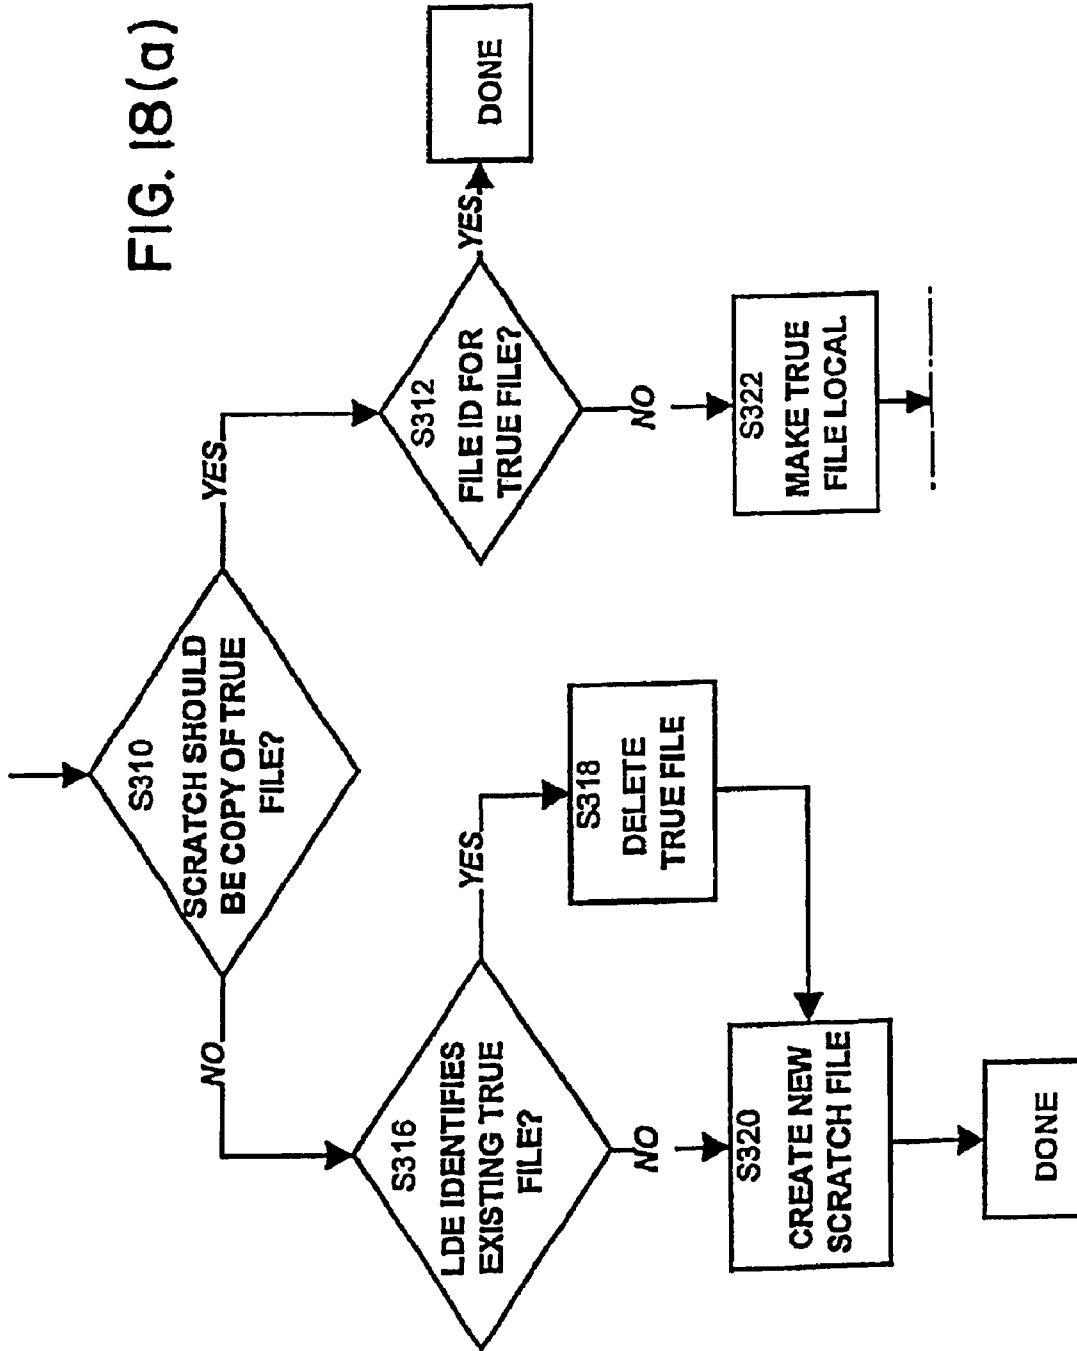 FIG. 18(a)
S310
SCRATCH SHOULD
BE COPY OF TRUE
FILE?
NO
YES
S316
LDE IDENTIFIES
EXISTING TRUE
FILE?
YES
NO
S318
DELETE
TRUE FILE
S320
CREATE NEW
SCRATCH FILE
DONE
S312
FILE ID FOR
TRUE FILE?
YES
DONE
NO
S322
MAKE TRUE
FILE LOCAL